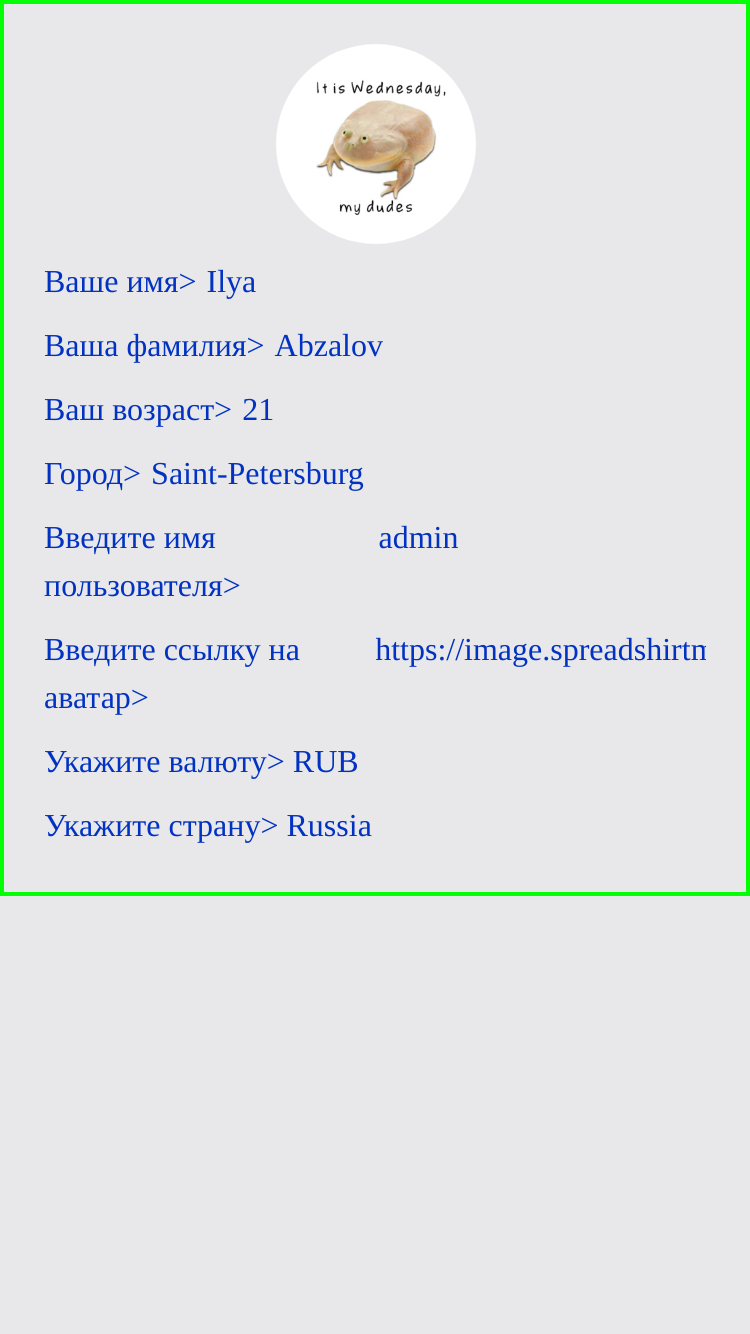 It is Wednesday,
my dudes
Ваше имя> Ilya
Ваша фамилия> Abzalov
Ваш возраст> 21
Город> Saint-Petersburg
Введите имя пользователя> admin
Введите ссылку на аватар> https://image.spreadshirtm
Укажите валюту> RUB
Укажите страну> Russia